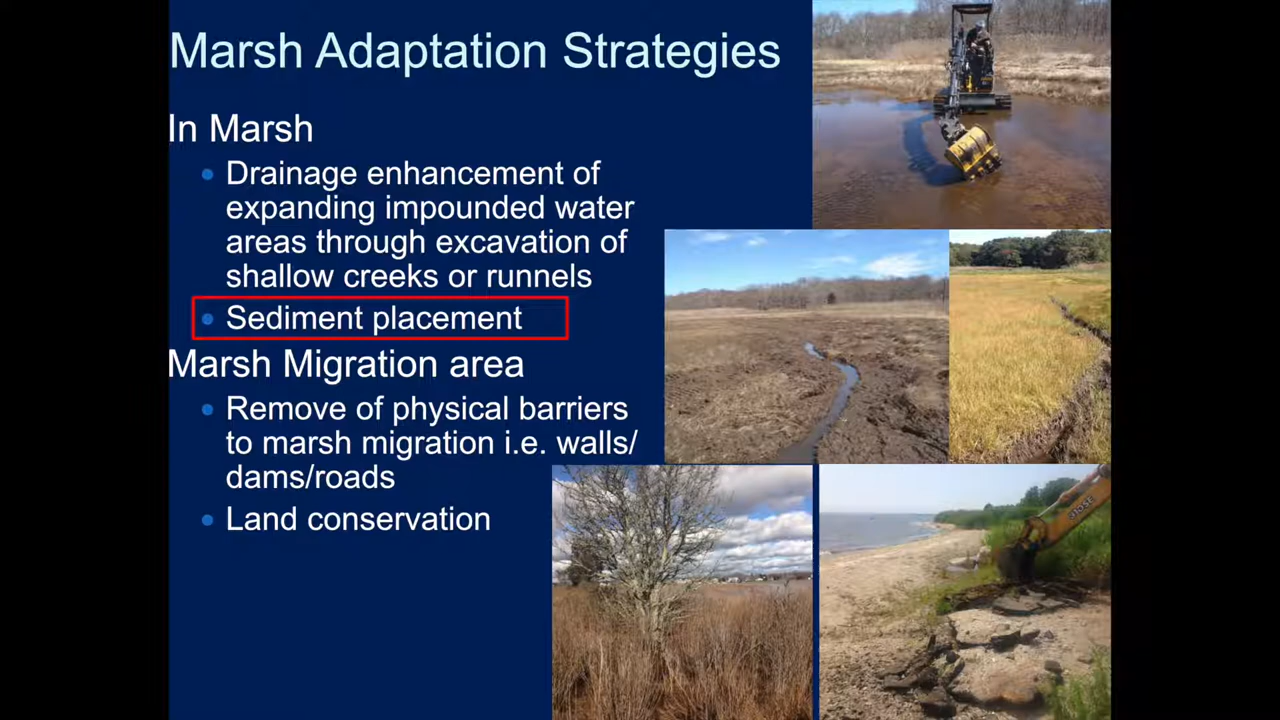 Marsh Adaptation Strategies
In Marsh
Drainage enhancement of
expanding impounded water
areas through excavation of
shallow creeks or runnels
Sediment placement
Marsh Migration area
Remove of physical barriers
to marsh migration i.e. walls/
dams/roads
Land conservation